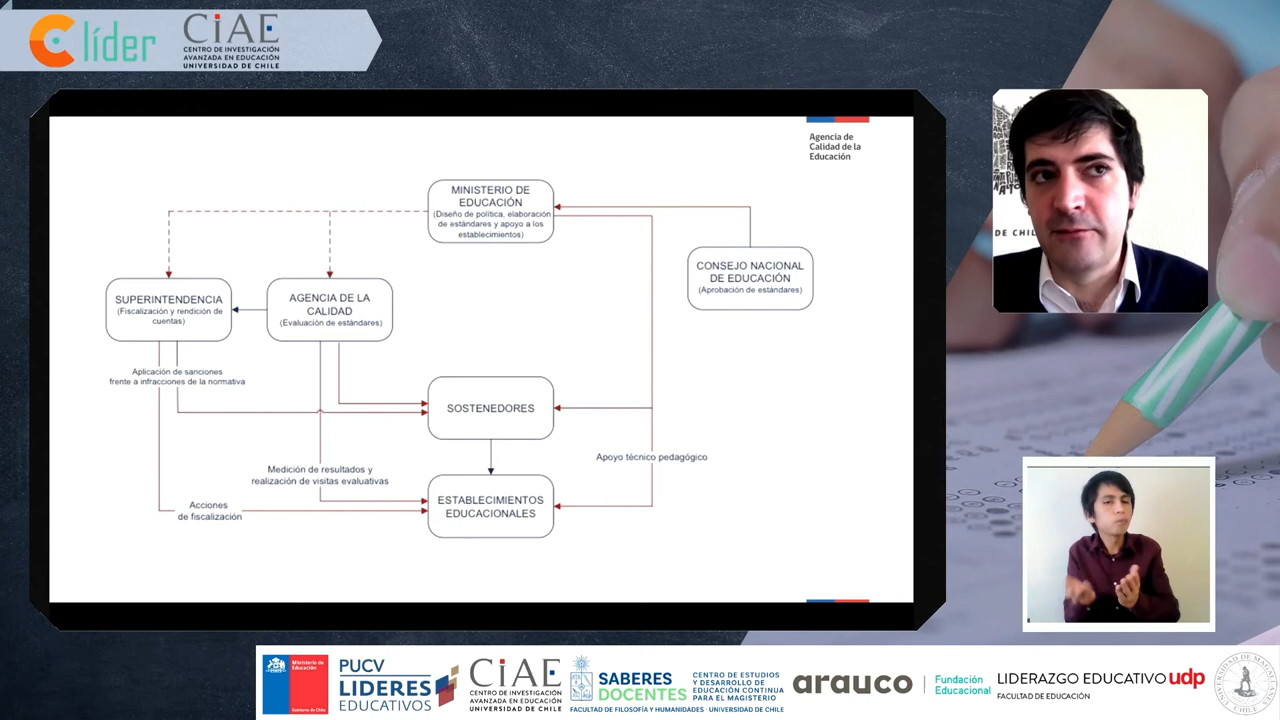 líder
CiAE
CENTRO DE INVESTIGACIÓN
AVANZADA EN EDUCACIÓN
UNIVERSIDAD DE CHILE
Agencia de
Calidad de la
Educación
MINISTERIO DE
EDUCACIÓN
(Diseño de política, elaboración
de estándares y apoyo a los
establecimientos)
CONSEJO NACIONAL
DE EDUCACIÓN
(Aprobación de estándares)
SUPERINTENDENCIA
(Fiscalización y rendición de
cuentas)
AGENCIA DE LA
CALIDAD
(Evaluación de estándares)
Aplicación de sanciones
frente a infracciones de la normativa
SOSTENEDORES
Apoyo técnico pedagógico
Medición de resultados y
realización de visitas evaluativas
ESTABLECIMIENTOS
EDUCACIONALES
Acciones
de fiscalización
DE CHIL
Ministerio de
Educación
Gobierno de Chile
PUCV
LIDERES
EDUCATIVOS
CiAE
CENTRO DE INVESTIGACIÓN
AVANZADA EN EDUCACIÓN
UNIVERSIDAD DE CHILE
SABERES
DOCENTES
CENTRO DE ESTUDIOS
Y DESARROLLO DE
EDUCACIÓN CONTINUA
PARA EL MAGISTERIO
FACULTAD DE FILOSOFÍA Y HUMANIDADES · UNIVERSIDAD DE CHILE
arauco
Fundación
Educacional
LIDERAZGO EDUCATIVO udp
FACULTAD DE EDUCACIÓN